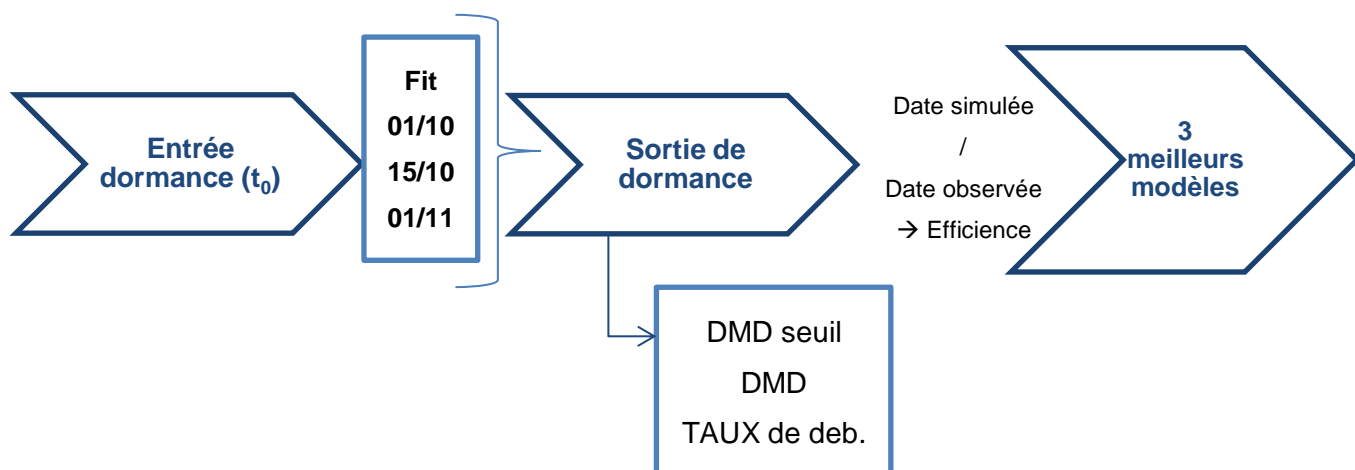 Entrée
dormance (t₀)
Fit
01/10
15/10
01/11
Sortie de
dormance
DMD seuil
DMD
TAUX de deb.
Date simulée
/
Date observée
→ Efficience
3
meilleurs
modèles